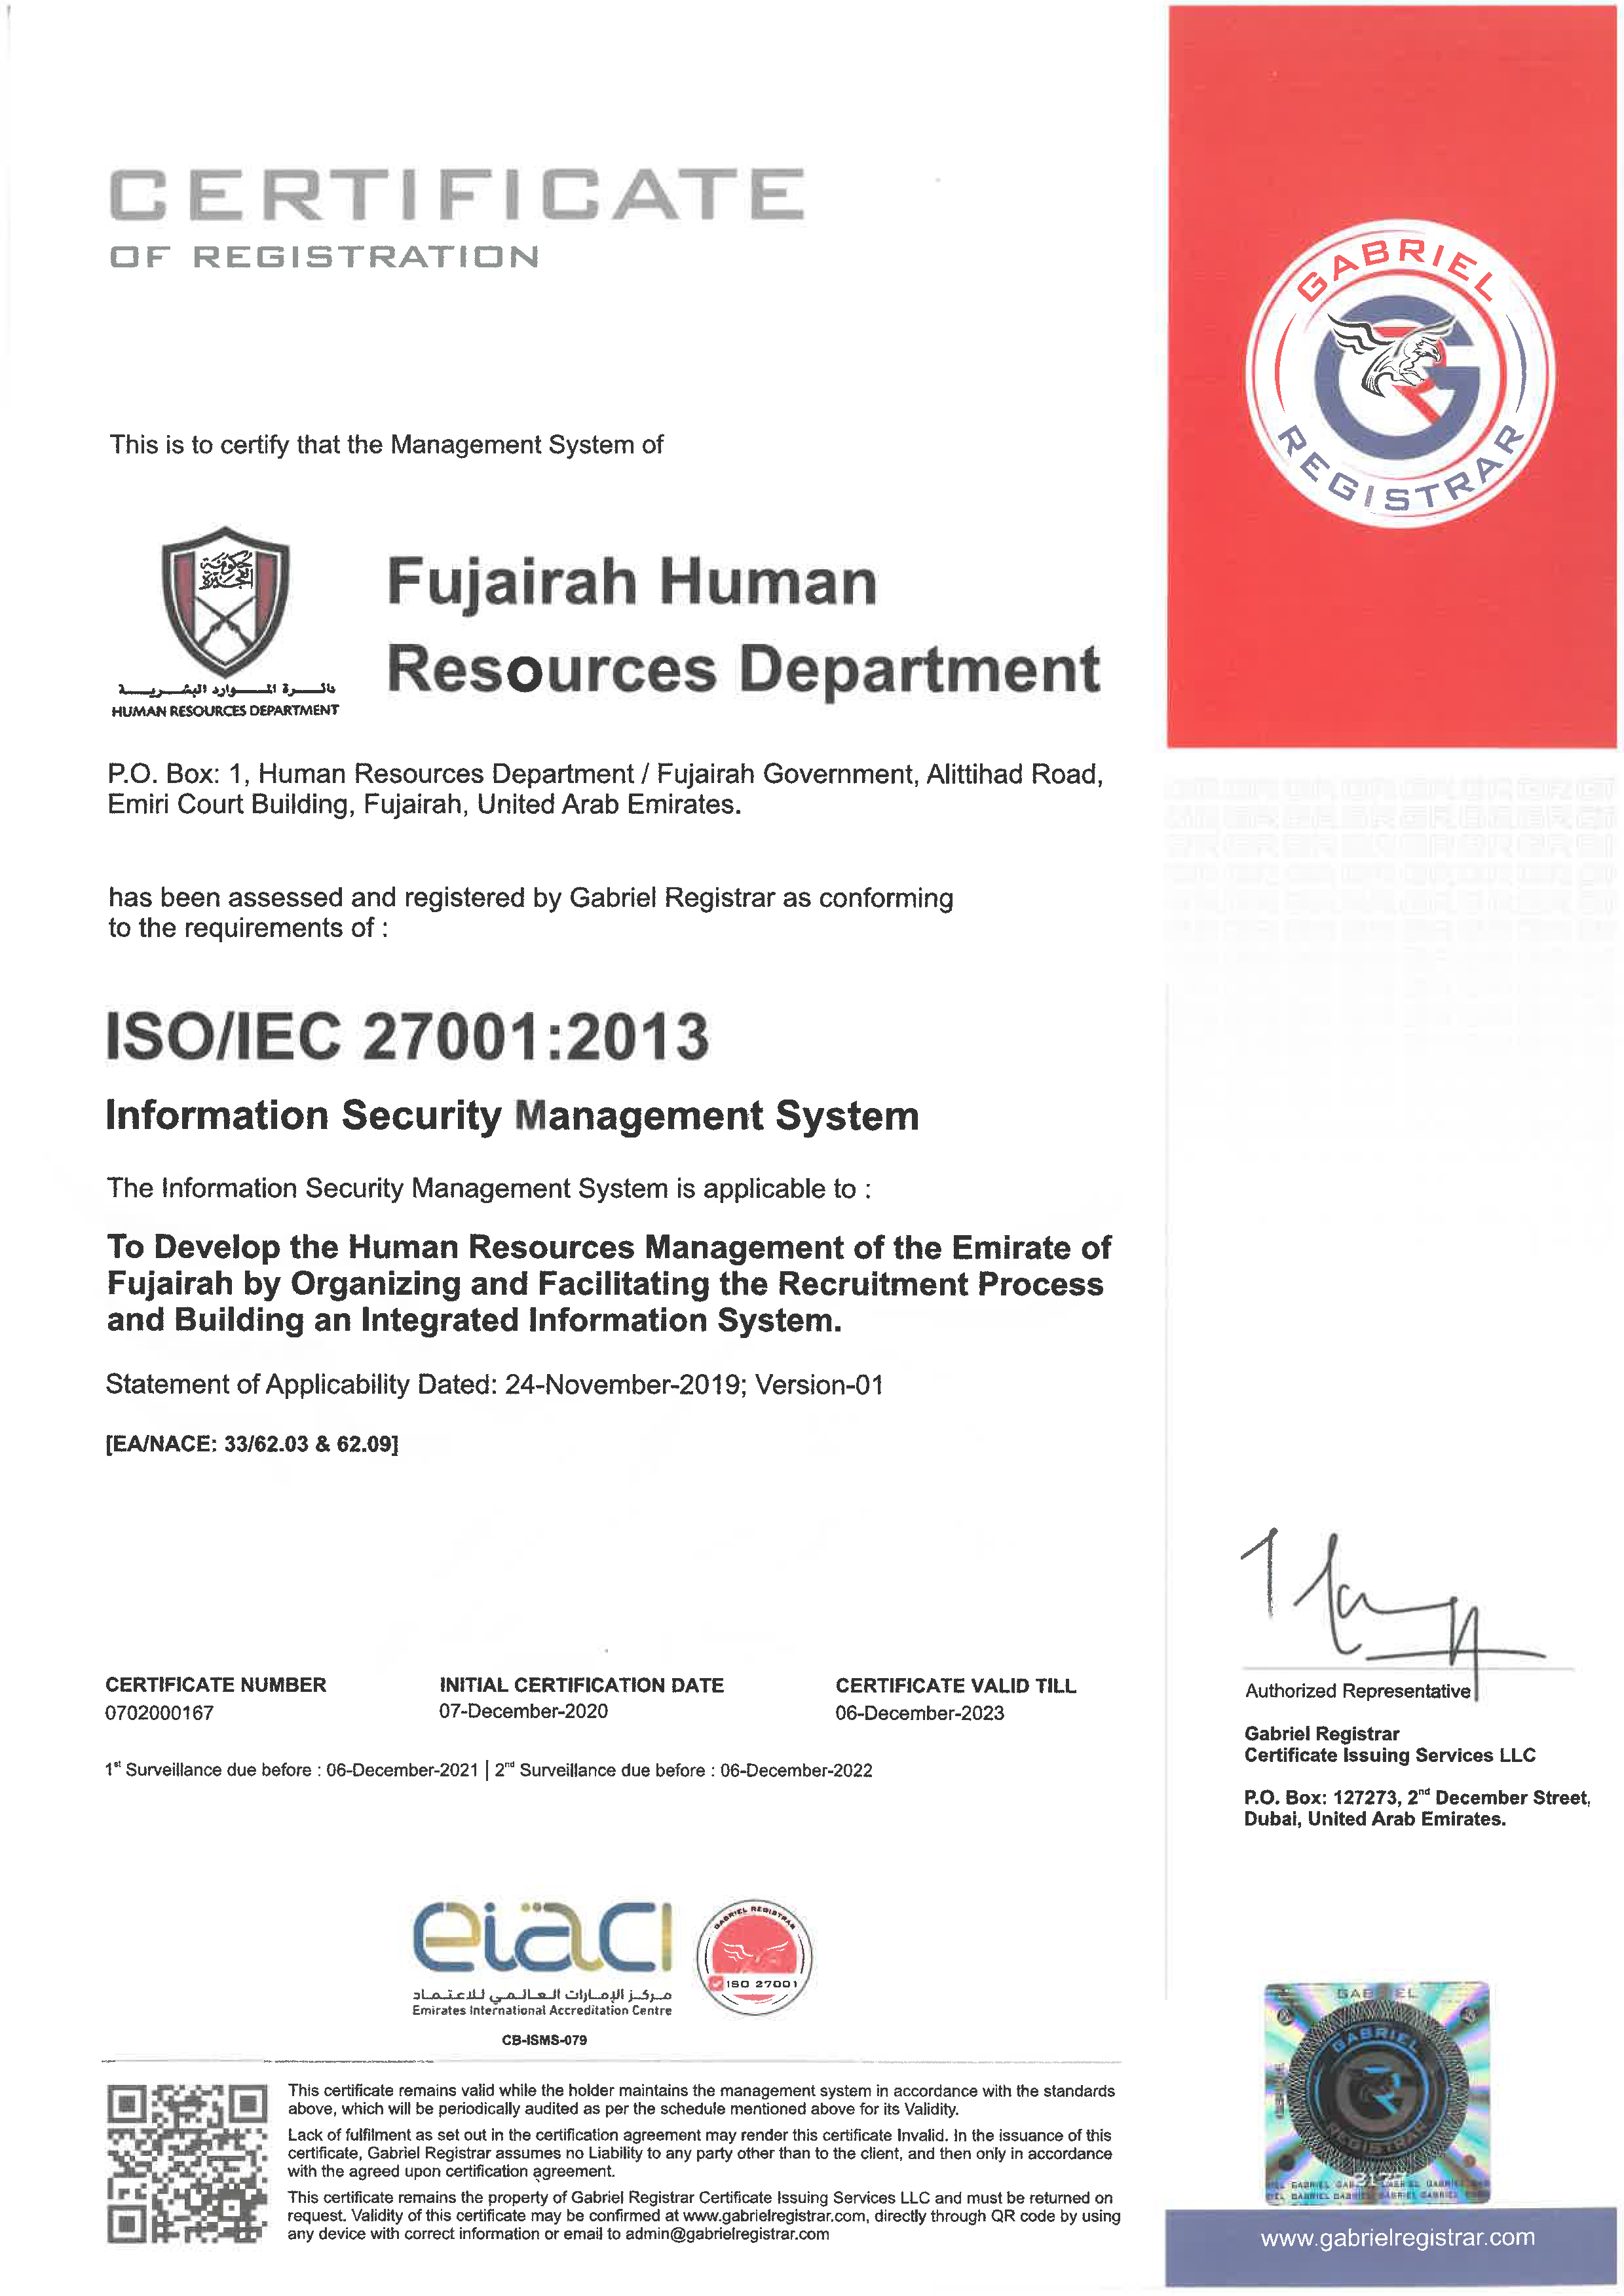 CERTIFICATE
OF REGISTRATION
GABRIEL
REGISTRAR
This is to certify that the Management System of
حكومة
الفجيرة
دائـــرة المـــوارد البشـــريـــة
HUMAN RESOURCES DEPARTMENT
Fujairah Human
Resources Department
P.O. Box: 1, Human Resources Department / Fujairah Government, Alittihad Road,
Emiri Court Building, Fujairah, United Arab Emirates.
has been assessed and registered by Gabriel Registrar as conforming
to the requirements of :
ISO/IEC 27001:2013
Information Security Management System
The Information Security Management System is applicable to :
To Develop the Human Resources Management of the Emirate of
Fujairah by Organizing and Facilitating the Recruitment Process
and Building an Integrated Information System.
Statement of Applicability Dated: 24-November-2019; Version-01
[EA/NACE: 33/62.03 & 62.09]
CERTIFICATE NUMBER
0702000167
INITIAL CERTIFICATION DATE
07-December-2020
CERTIFICATE VALID TILL
06-December-2023
1st Surveillance due before : 06-December-2021 | 2nd Surveillance due before : 06-December-2022
Authorized Representative
Gabriel Registrar
Certificate Issuing Services LLC
P.O. Box: 127273, 2nd December Street,
Dubai, United Arab Emirates.
eiac
مركز الإمارات العالمي للاعتماد
Emirates International Accreditation Centre
CB-ISMS-079
GABRIEL REGISTRAR
ISO 27001
This certificate remains valid while the holder maintains the management system in accordance with the standards
above, which will be periodically audited as per the schedule mentioned above for its Validity.
Lack of fulfilment as set out in the certification agreement may render this certificate Invalid. In the issuance of this
certificate, Gabriel Registrar assumes no Liability to any party other than to the client, and then only in accordance
with the agreed upon certification agreement.
This certificate remains the property of Gabriel Registrar Certificate Issuing Services LLC and must be returned on
request. Validity of this certificate may be confirmed at www.gabrielregistrar.com, directly through QR code by using
any device with correct information or email to admin@gabrielregistrar.com
GABRIEL
REGISTRAR
www.gabrielregistrar.com